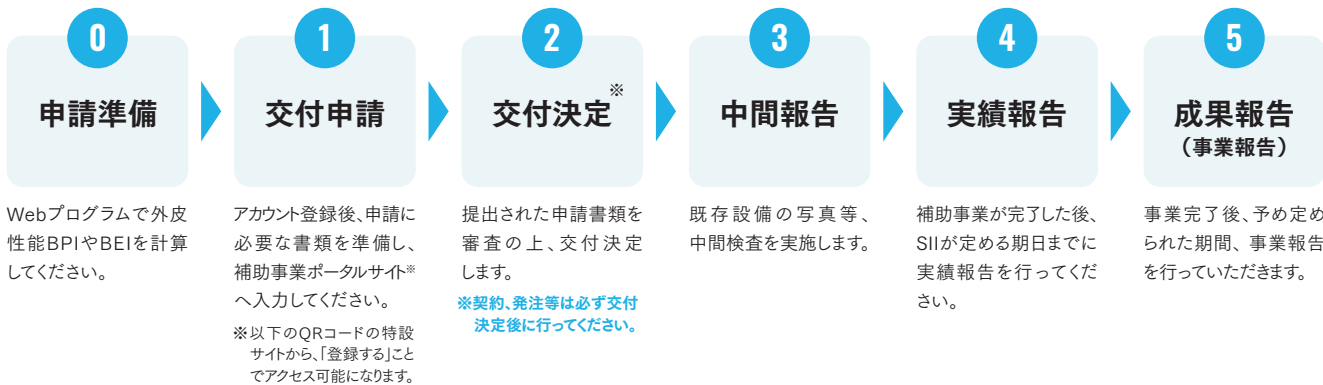 0
申請準備
Webプログラムで外皮
性能BPIやBEIを計算
してください。
1
交付申請
アカウント登録後、申請に
必要な書類を準備し、
補助事業ポータルサイト※
へ入力してください。
※以下のQRコードの特設
サイトから、「登録する」こと
でアクセス可能になります。
2
交付決定※
提出された申請書類を
審査の上、交付決定
します。
※契約、発注等は必ず交付
決定後に行ってください。
3
中間報告
既存設備の写真等、
中間検査を実施します。
4
実績報告
補助事業が完了した後、
SIIが定める期日までに
実績報告を行ってくだ
さい。
5
成果報告
（事業報告）
事業完了後、予め定め
られた期間、事業報告
を行っていただきます。